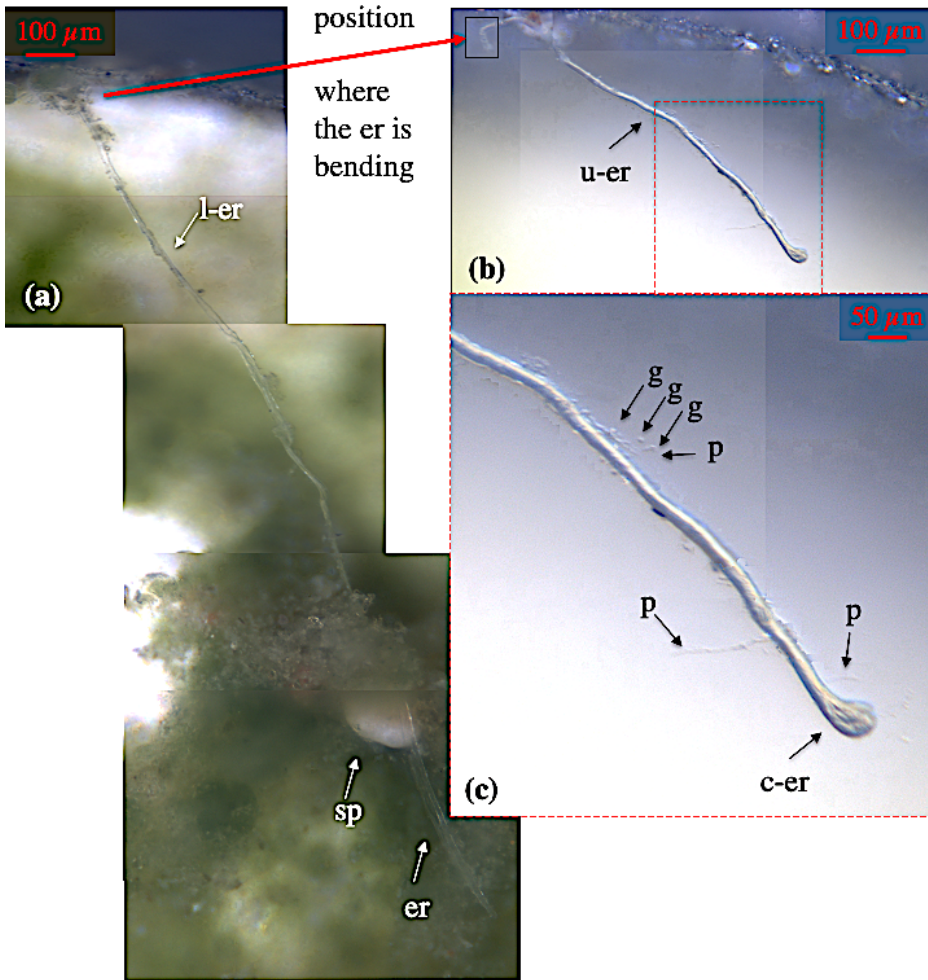 100 µm
position
where
the er is
bending
l-er
(a)
sp
er
100 µm
u-er
(b)
50 µm
g
g
g
p
p
p
c-er
(c)